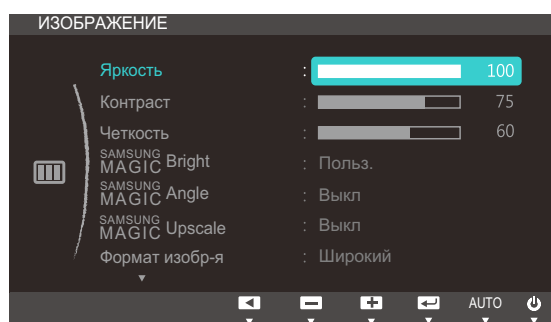 ИЗОБРАЖЕНИЕ
Яркость : 100
Контраст : 75
Четкость : 60
SAMSUNG MAGIC Bright : Польз.
SAMSUNG MAGIC Angle : Выкл
SAMSUNG MAGIC Upscale : Выкл
Формат изобр-я : Широкий
AUTO